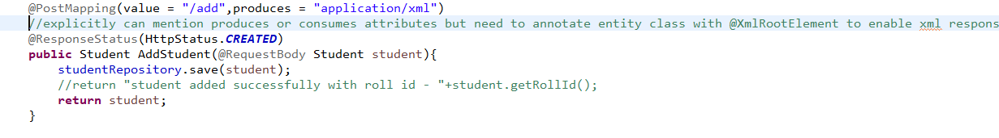 @PostMapping(value = "/add",produces = "application/xml")
//explicitly can mention produces or consumes attributes but need to annotate entity class with @XmlRootElement to enable xml respons
@ResponseStatus(HttpStatus.CREATED)
public Student AddStudent(@RequestBody Student student){
studentRepository.save(student);
//return "student added successfully with roll id - "+student.getRollId();
return student;
}